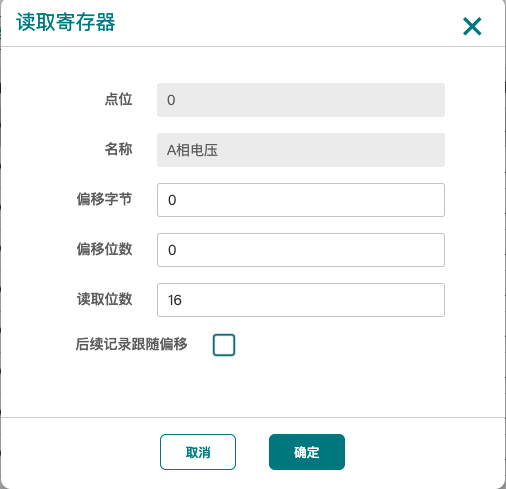 读取寄存器
点位 0
名称 A相电压
偏移字节 0
偏移位数 0
读取位数 16
后续记录跟随偏移
取消 确定